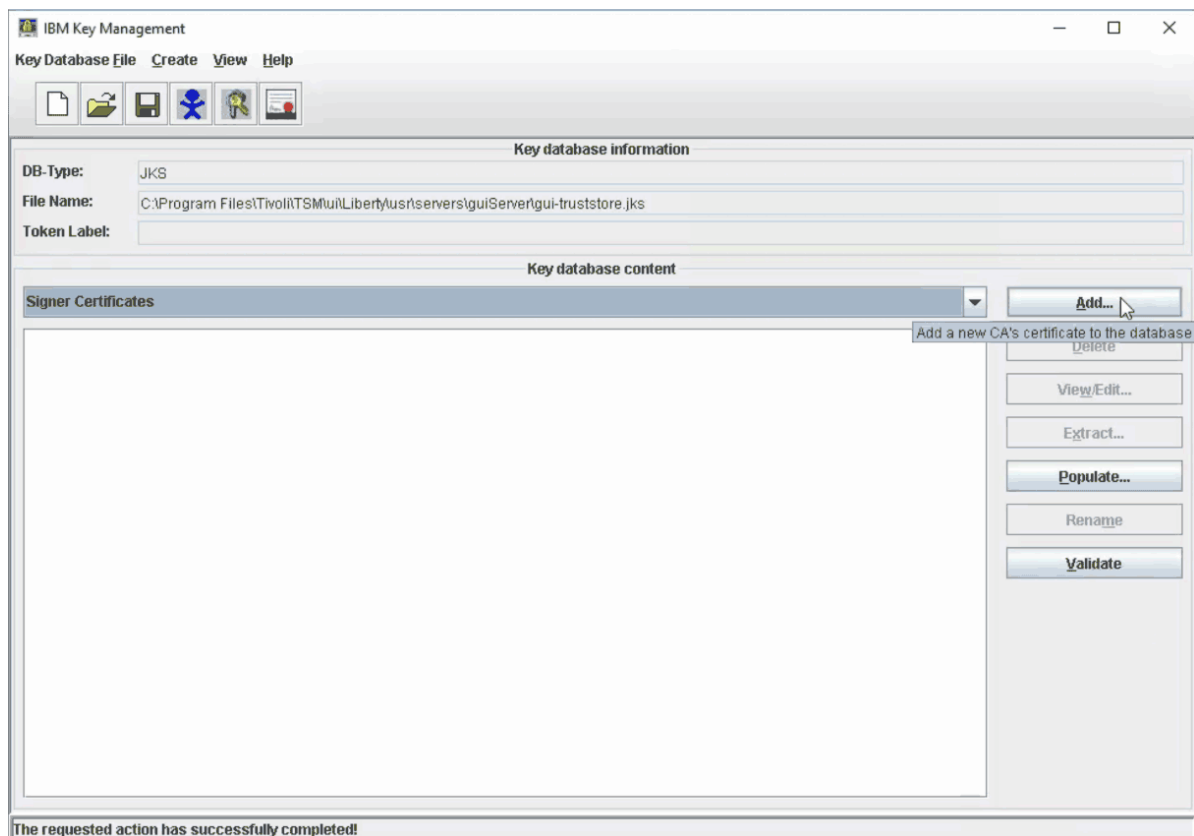 IBM Key Management
Key Database File Create View Help
Key database information
DB-Type: JKS
File Name: C:\Program Files\Tivoli\TSM\ui\Liberty\usr\servers\guiServer\gui-truststore.jks
Token Label:
Key database content
Signer Certificates
Add...
Add a new CA's certificate to the database
Delete
View/Edit...
Extract...
Populate...
Rename
Validate
The requested action has successfully completed!